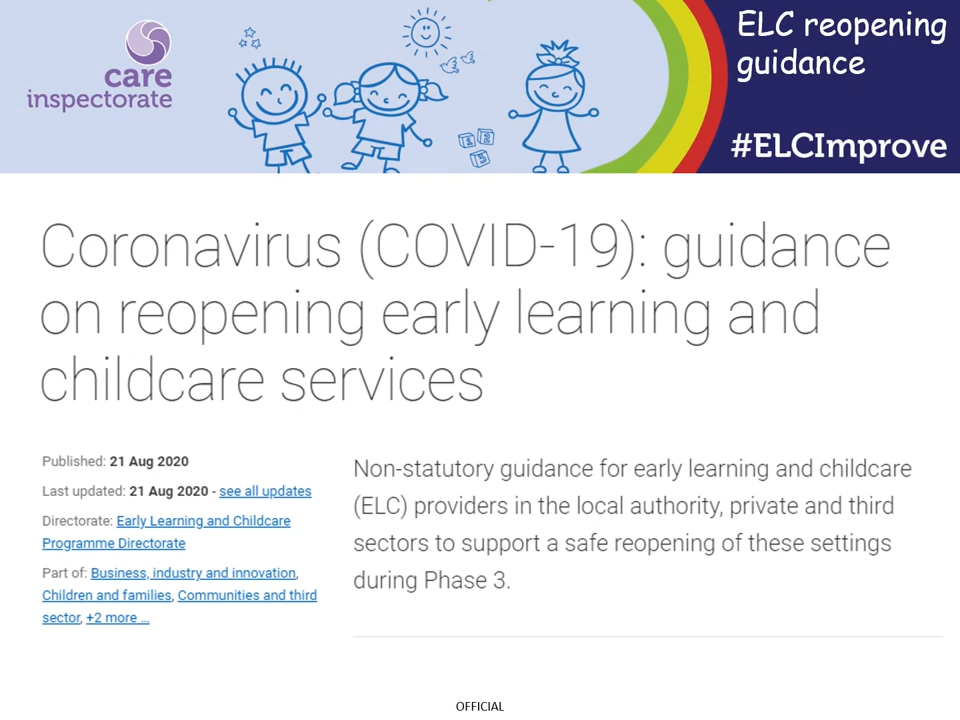 care
inspectorate
ELC reopening
guidance
#ELCImprove
Coronavirus (COVID-19): guidance
on reopening early learning and
childcare services
Published: 21 Aug 2020
Last updated: 21 Aug 2020 - see all updates
Directorate: Early Learning and Childcare
Programme Directorate
Part of: Business, industry and innovation,
Children and families, Communities and third
sector, +2 more ...
Non-statutory guidance for early learning and childcare
(ELC) providers in the local authority, private and third
sectors to support a safe reopening of these settings
during Phase 3.
OFFICIAL